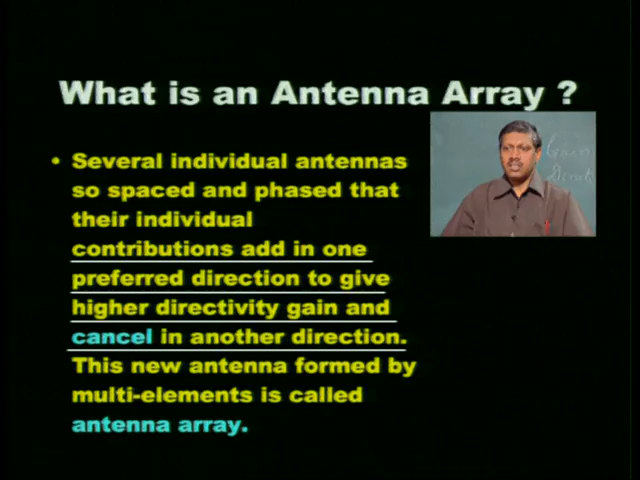 What is an Antenna Array ?
• Several individual antennas
so spaced and phased that
their individual
contributions add in one
preferred direction to give
higher directivity gain and
cancel in another direction.
This new antenna formed by
multi-elements is called
antenna array.